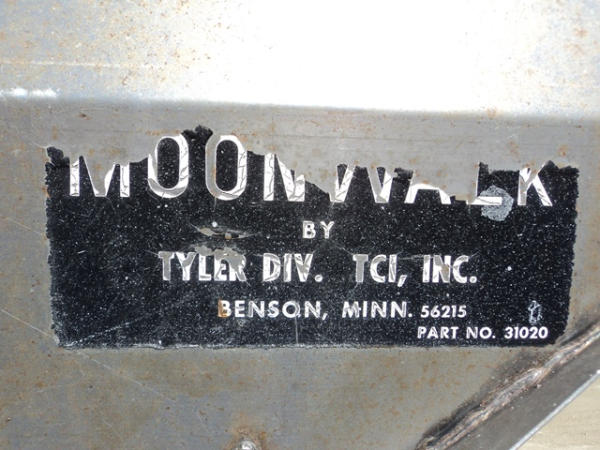 MOONWALK
BY
TYLER DIV. TCI, INC.
BENSON, MINN. 56215
PART NO. 31020